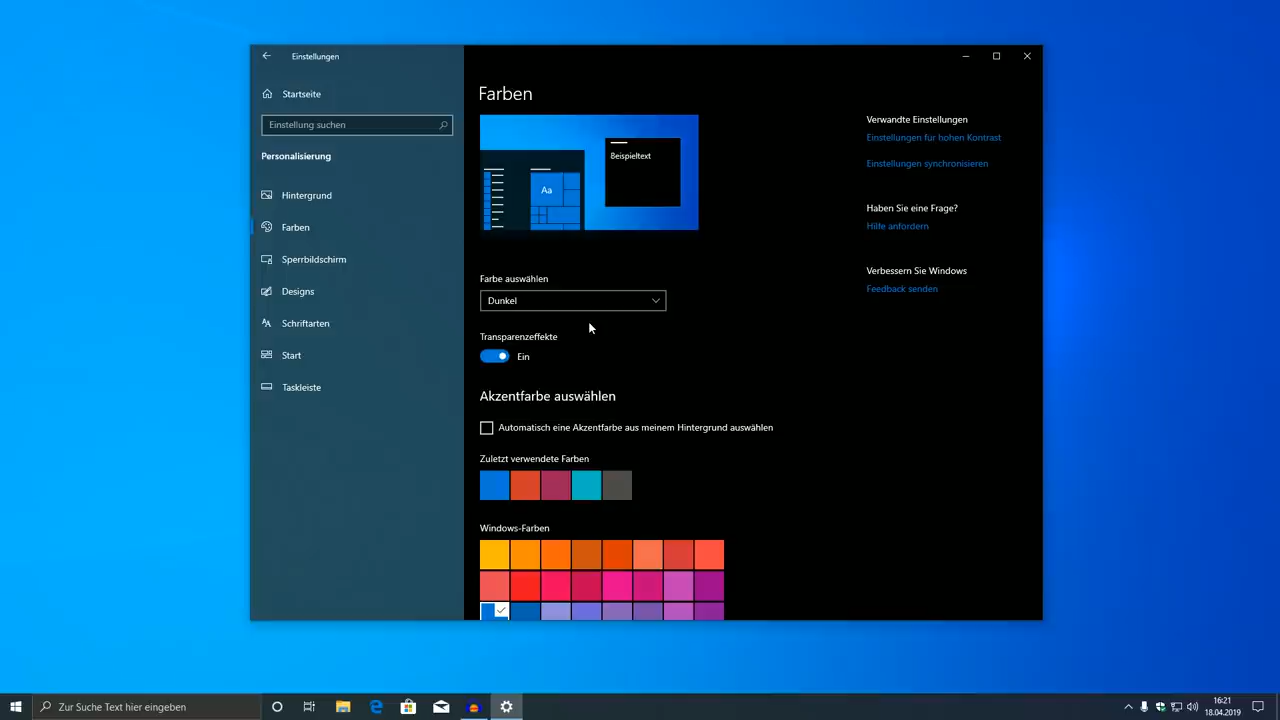 Einstellungen
Startseite
Einstellung suchen
Personalisierung
Hintergrund
Farben
Sperrbildschirm
Designs
Schriftarten
Start
Taskleiste
Farben
Beispieltext
Aa
Farbe auswählen
Dunkel
Transparenzeffekte
Ein
Akzentfarbe auswählen
Automatisch eine Akzentfarbe aus meinem Hintergrund auswählen
Zuletzt verwendete Farben
Windows-Farben
Verwandte Einstellungen
Einstellungen für hohen Kontrast
Einstellungen synchronisieren
Haben Sie eine Frage?
Hilfe anfordern
Verbessern Sie Windows
Feedback senden
Zur Suche Text hier eingeben
16:21
18.04.2019